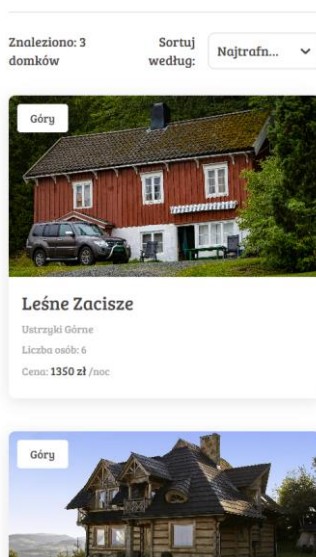 Znaleziono: 3 domków
Sortuj według:
Najtrafn...
Góry
Leśne Zacisze
Ustrzyki Górne
Liczba osób: 6
Cena: 1350 zł /noc
Góry